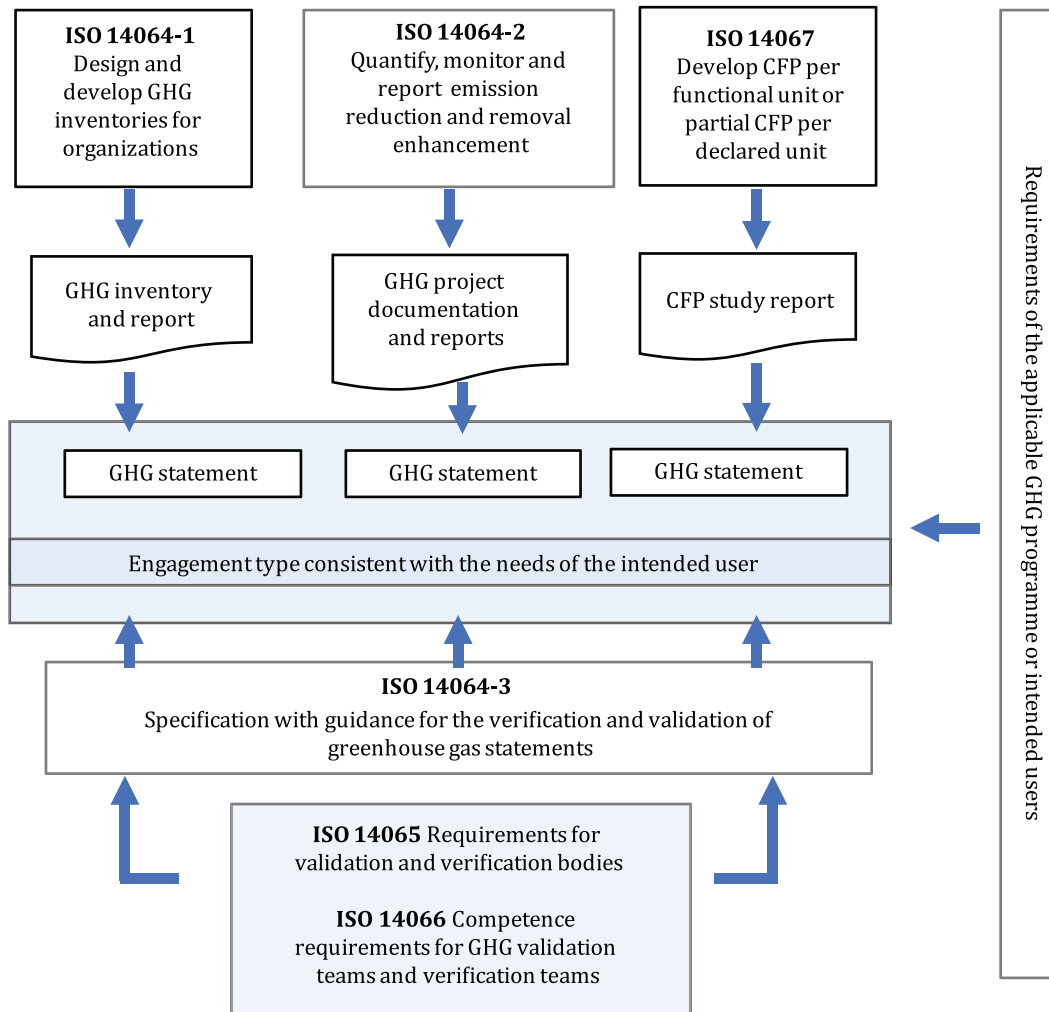 ISO 14064-1
Design and
develop GHG
inventories for
organizations
ISO 14064-2
Quantify, monitor and
report emission
reduction and removal
enhancement
ISO 14067
Develop CFP per
functional unit or
partial CFP per
declared unit
GHG inventory
and report
GHG project
documentation
and reports
CFP study report
GHG statement
GHG statement
GHG statement
Engagement type consistent with the needs of the intended user
ISO 14064-3
Specification with guidance for the verification and validation of
greenhouse gas statements
ISO 14065 Requirements for
validation and verification bodies
ISO 14066 Competence
requirements for GHG validation
teams and verification teams
Requirements of the applicable GHG programme or intended users